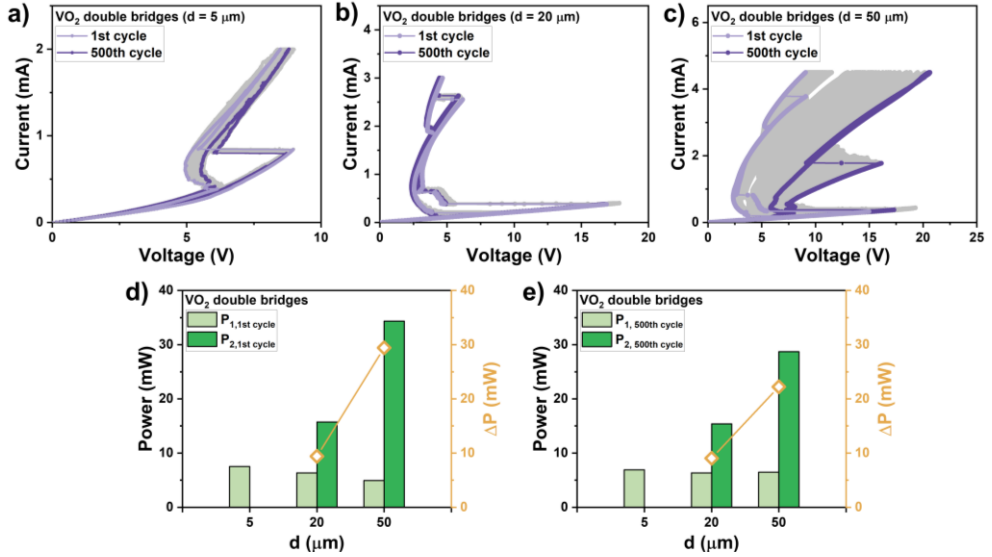 a)
VO₂ double bridges (d = 5 μm)
1st cycle
500th cycle
Current (mA)
2
1
0
0
5
10
Voltage (V)
b)
VO₂ double bridges (d = 20 μm)
1st cycle
500th cycle
Current (mA)
4
3
2
1
0
0
5
10
15
20
Voltage (V)
c)
VO₂ double bridges (d = 50 μm)
1st cycle
500th cycle
Current (mA)
6
4
2
0
0
5
10
15
20
25
Voltage (V)
d)
VO₂ double bridges
P1,1st cycle
P2,1st cycle
Power (mW)
40
30
20
10
0
5
20
50
d (μm)
40
30
20
10
0
ΔP (mW)
e)
VO₂ double bridges
P1, 500th cycle
P2, 500th cycle
Power (mW)
40
30
20
10
0
5
20
50
d (μm)
40
30
20
10
0
ΔP (mW)